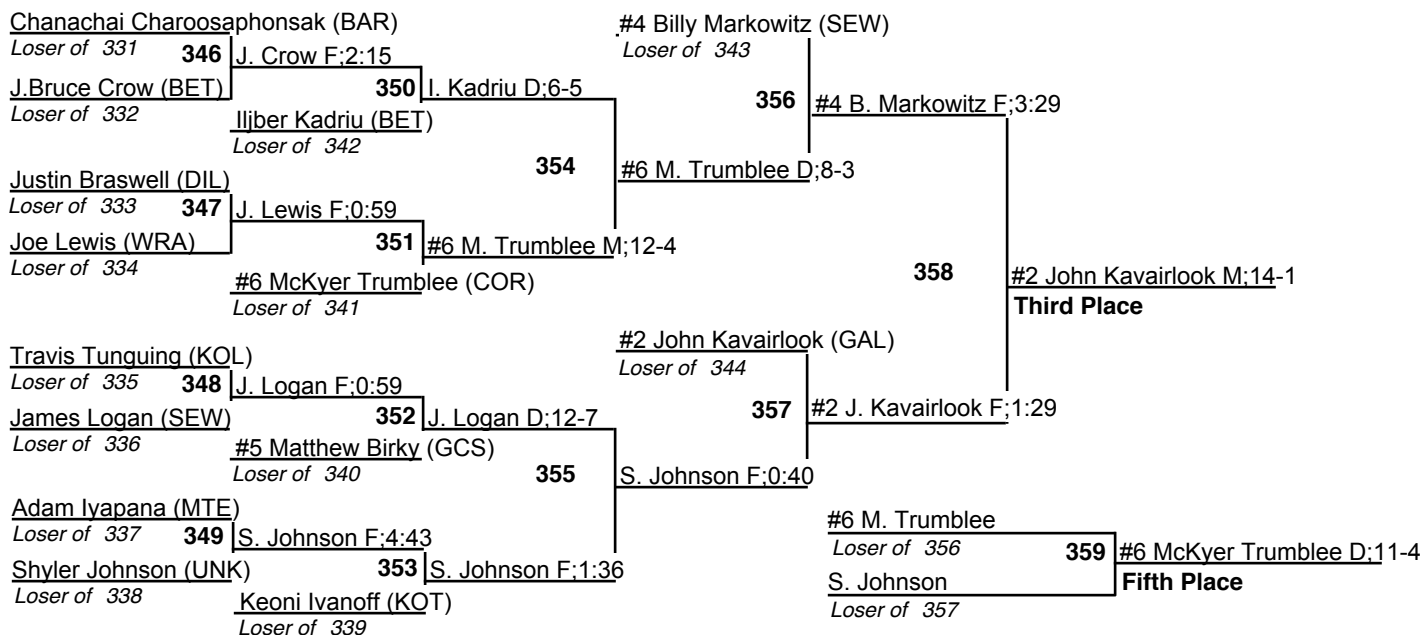 Chanachai Charoosaphonsak (BAR)
Loser of 331
346
J. Crow F;2:15
J.Bruce Crow (BET)
Loser of 332
350
I. Kadriu D;6-5
Iljber Kadriu (BET)
Loser of 342
354
#6 M. Trumblee D;8-3
Justin Braswell (DIL)
Loser of 333
347
J. Lewis F;0:59
Joe Lewis (WRA)
Loser of 334
351
#6 M. Trumblee M;12-4
#6 McKyer Trumblee (COR)
Loser of 341
#4 Billy Markowitz (SEW)
Loser of 343
356
#4 B. Markowitz F;3:29
358
#2 John Kavairlook M;14-1
Third Place
Travis Tunguing (KOL)
Loser of 335
348
J. Logan F;0:59
James Logan (SEW)
Loser of 336
352
J. Logan D;12-7
#5 Matthew Birky (GCS)
Loser of 340
355
S. Johnson F;0:40
Adam Iyapana (MTE)
Loser of 337
349
S. Johnson F;4:43
Shyler Johnson (UNK)
Loser of 338
353
S. Johnson F;1:36
Keoni Ivanoff (KOT)
Loser of 339
#2 John Kavairlook (GAL)
Loser of 344
357
#2 J. Kavairlook F;1:29
#6 M. Trumblee
Loser of 356
359
#6 McKyer Trumblee D;11-4
Fifth Place
S. Johnson
Loser of 357